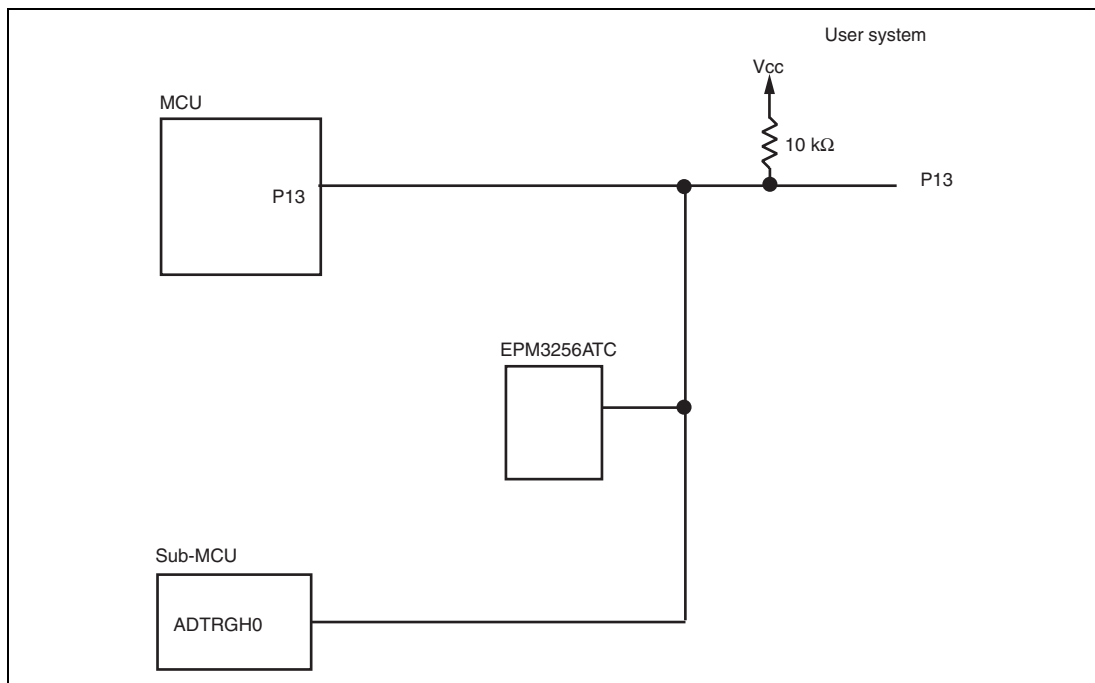 User system
Vcc
MCU
10 kΩ
P13
P13
EPM3256ATC
Sub-MCU
ADTRGH0